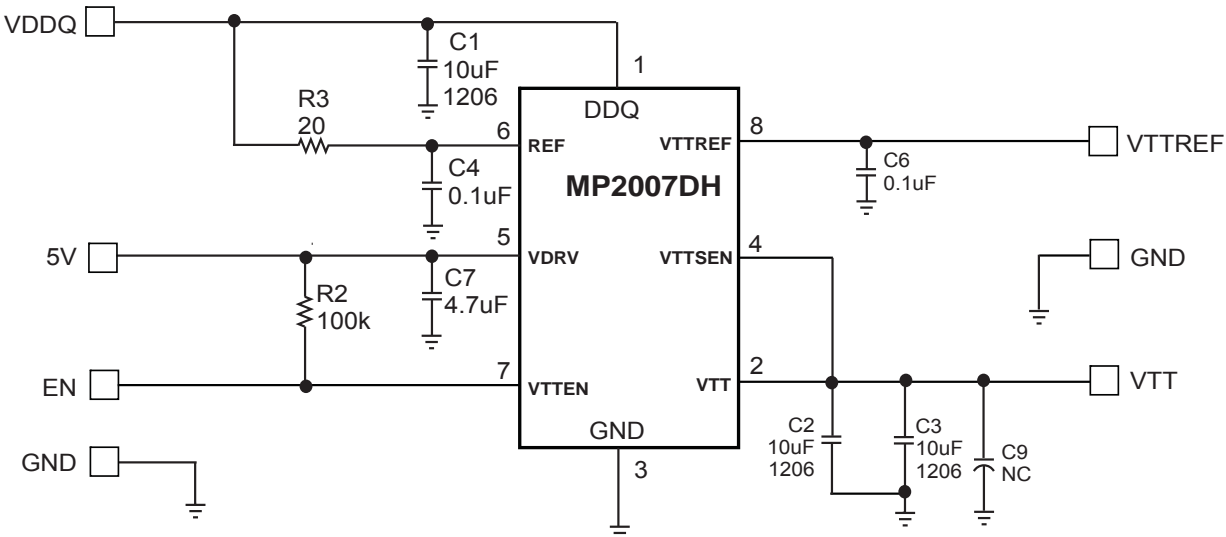 VDDQ
C1
10uF
1206
1
R3
20
DDQ
6
REF
VTTREF
8
VTTREF
C4
0.1uF
MP2007DH
C6
0.1uF
5V
5
VDRV
VTTSEN
4
GND
R2
100k
C7
4.7uF
EN
7
VTTEN
VTT
2
VTT
GND
GND
3
C2
10uF
1206
C3
10uF
1206
C9
NC